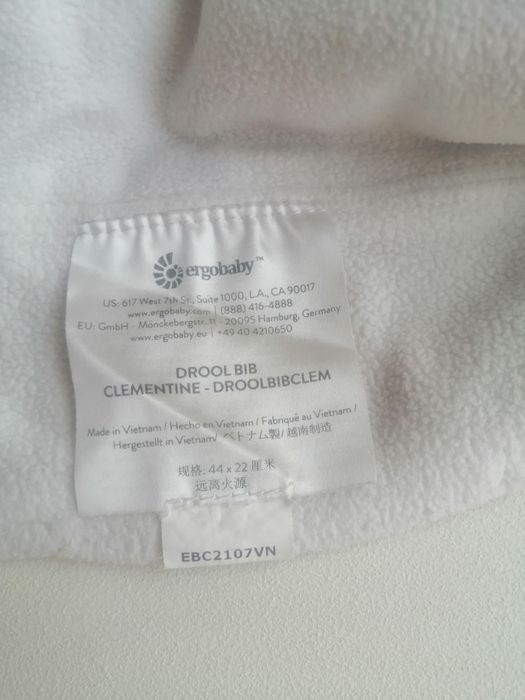 ergobaby™
US: 617 West 7th St., Suite 1000, L.A., CA 90017
www.ergobaby.com | (888) 416-4888
EU: GmbH - Mönckebergstr. 11 - 20095 Hamburg, Germany
www.ergobaby.eu | +49 40 4210650
DROOL BIB
CLEMENTINE - DROOLBIBCLEM
Made in Vietnam / Hecho en Vietnam / Fabriqué au Vietnam /
Hergestellt in Vietnam/ ベトナム製/ 越南制造
规格: 44 x 22 厘米
远离火源
EBC2107VN